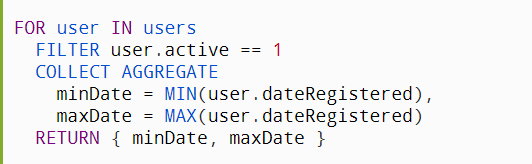 FOR user IN users
  FILTER user.active == 1
  COLLECT AGGREGATE
    minDate = MIN(user.dateRegistered),
    maxDate = MAX(user.dateRegistered)
  RETURN { minDate, maxDate }